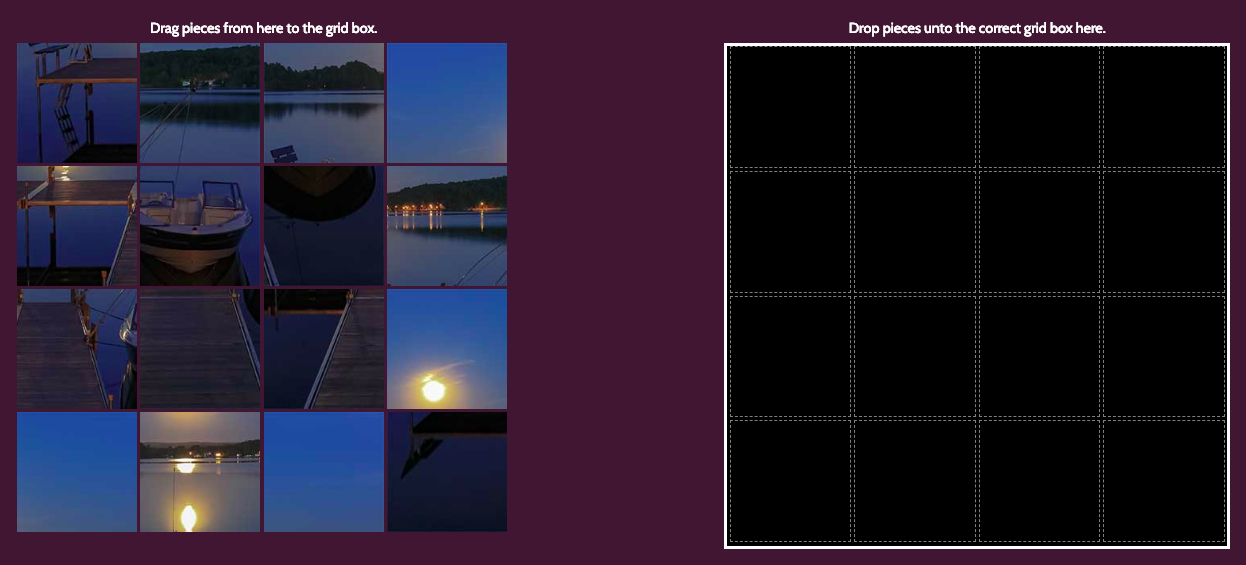 Drag pieces from here to the grid box.
Drop pieces unto the correct grid box here.